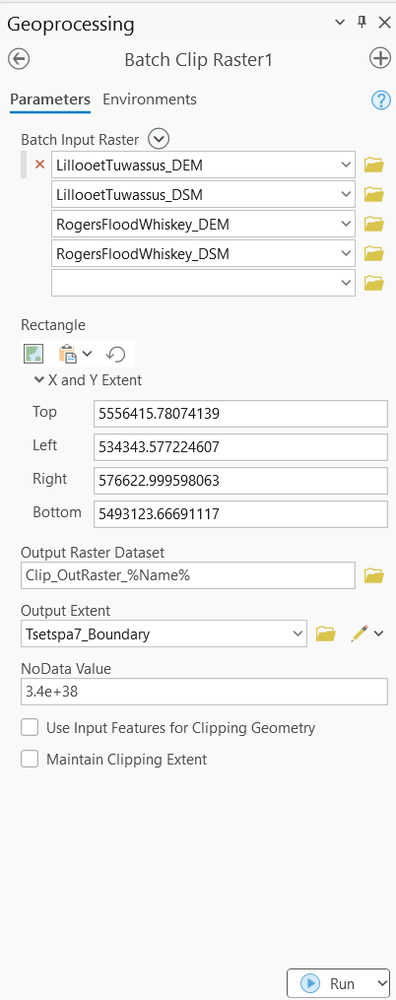 Geoprocessing
Batch Clip Raster1
Parameters Environments
Batch Input Raster
LillooetTuwassus_DEM
LillooetTuwassus_DSM
RogersFloodWhiskey_DEM
RogersFloodWhiskey_DSM
Rectangle
X and Y Extent
Top 5556415.78074139
Left 534343.577224607
Right 576622.999598063
Bottom 5493123.66691117
Output Raster Dataset
Clip_OutRaster_%Name%
Output Extent
Tsetspa7_Boundary
NoData Value
3.4e+38
Use Input Features for Clipping Geometry
Maintain Clipping Extent
Run